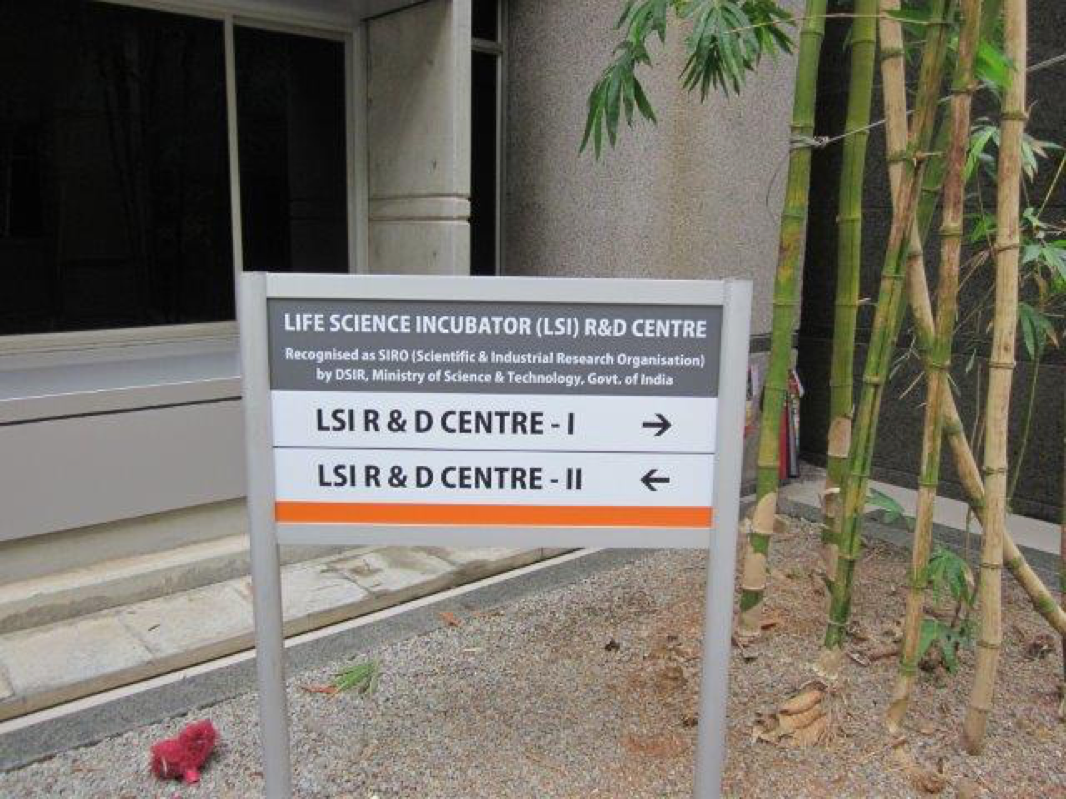 LIFE SCIENCE INCUBATOR (LSI) R&D CENTRE
Recognised as SIRO (Scientific & Industrial Research Organisation)
by DSIR, Ministry of Science & Technology, Govt. of India
LSI R & D CENTRE - I →
LSI R & D CENTRE - II ←